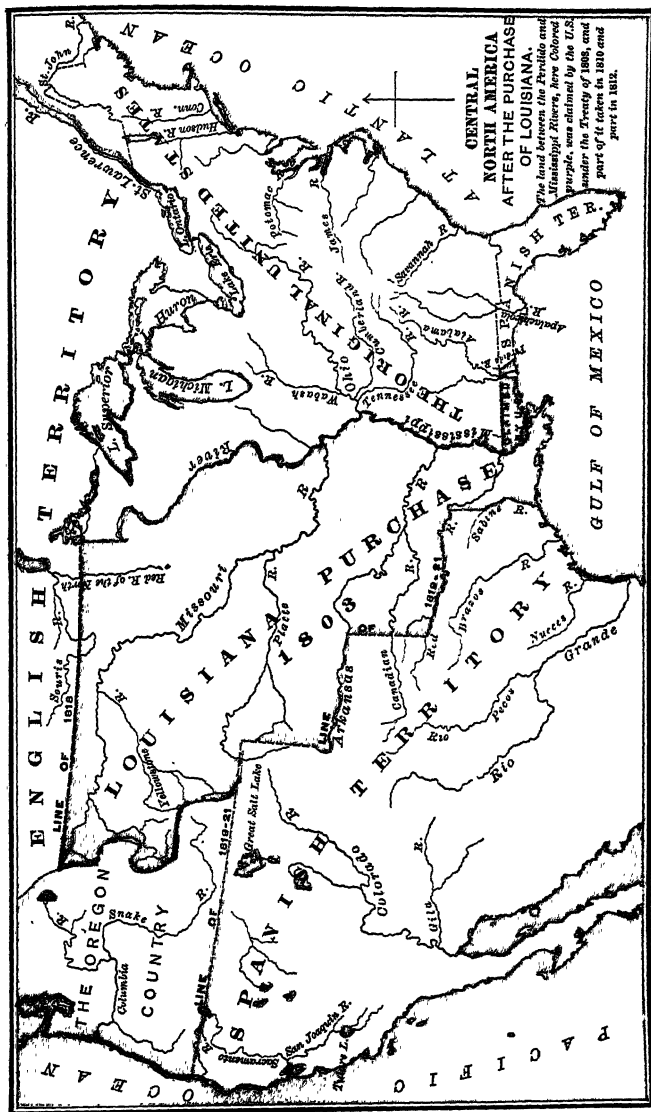 CENTRAL
NORTH AMERICA
AFTER THE PURCHASE
OF LOUISIANA.
The land between the Perdido and
Mississippi Rivers, here Colored
purple, was claimed by the U.S.
under the Treaty of 1803, and
part of it taken in 1810 and
part in 1812.
ENGLISH TERRITORY
THE OREGON
COUNTRY
LOUISIANA PURCHASE
1803
THE ORIGINAL UNITED STATES
SPANISH TERRITORY
SPANISH TER.
CLAIMED
PACIFIC OCEAN
ATLANTIC OCEAN
GULF OF MEXICO
LINE OF 1818
LINE OF 1819-21
LINE
20
1819-21
Columbia R.
Snake R.
Sacramento R.
San Joaquin R.
Great Salt Lake
Colorado R.
Gila R.
Rio Grande
Rio Pecos
Nueces R.
Brazos R.
Sabine R.
Red R.
Canadian R.
Arkansas R.
Platte R.
Yellowstone R.
Missouri R.
Souris R.
Red R. of the North
Mississippi River
L. Superior
L. Michigan
L. Huron
Lake Erie
L. Ontario
St. Lawrence R.
St. John R.
Conn. R.
Hudson R.
Potomac R.
James R.
Ohio R.
Wabash R.
Cumberland R.
Tennessee R.
Savannah R.
Alabama R.
Apalachicola R.